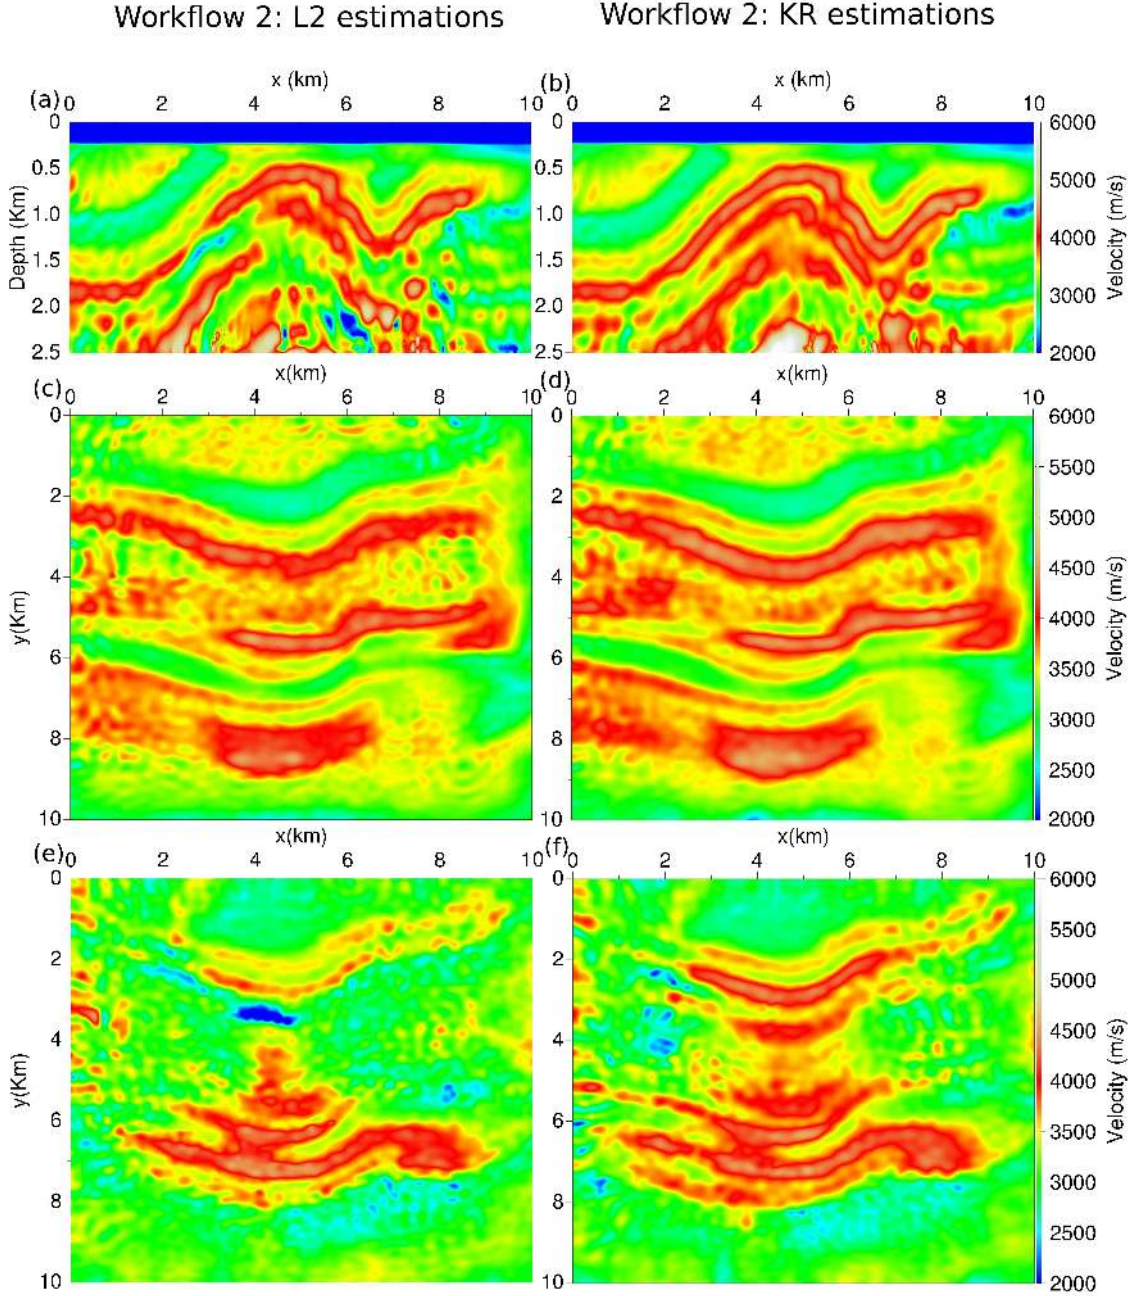 Workflow 2: L2 estimations
Workflow 2: KR estimations
x (km)
x (km)
(a)
0 2 4 6 8 10
(b)
0 2 4 6 8 10
Depth (Km)
0
0.5
1.0
1.5
2.0
2.5
0
0.5
1.0
1.5
2.0
2.5
6000
5000
4000
3000
2000
Velocity (m/s)
x(km)
x(km)
(c)
0 2 4 6 8 10
(d)
0 2 4 6 8 10
y(Km)
0
2
4
6
8
10
0
2
4
6
8
10
6000
5500
5000
4500
4000
3500
3000
2500
2000
Velocity (m/s)
x(km)
x(km)
(e)
0 2 4 6 8 10
(f)
0 2 4 6 8 10
y(Km)
0
2
4
6
8
10
0
2
4
6
8
10
6000
5500
5000
4500
4000
3500
3000
2500
2000
Velocity (m/s)